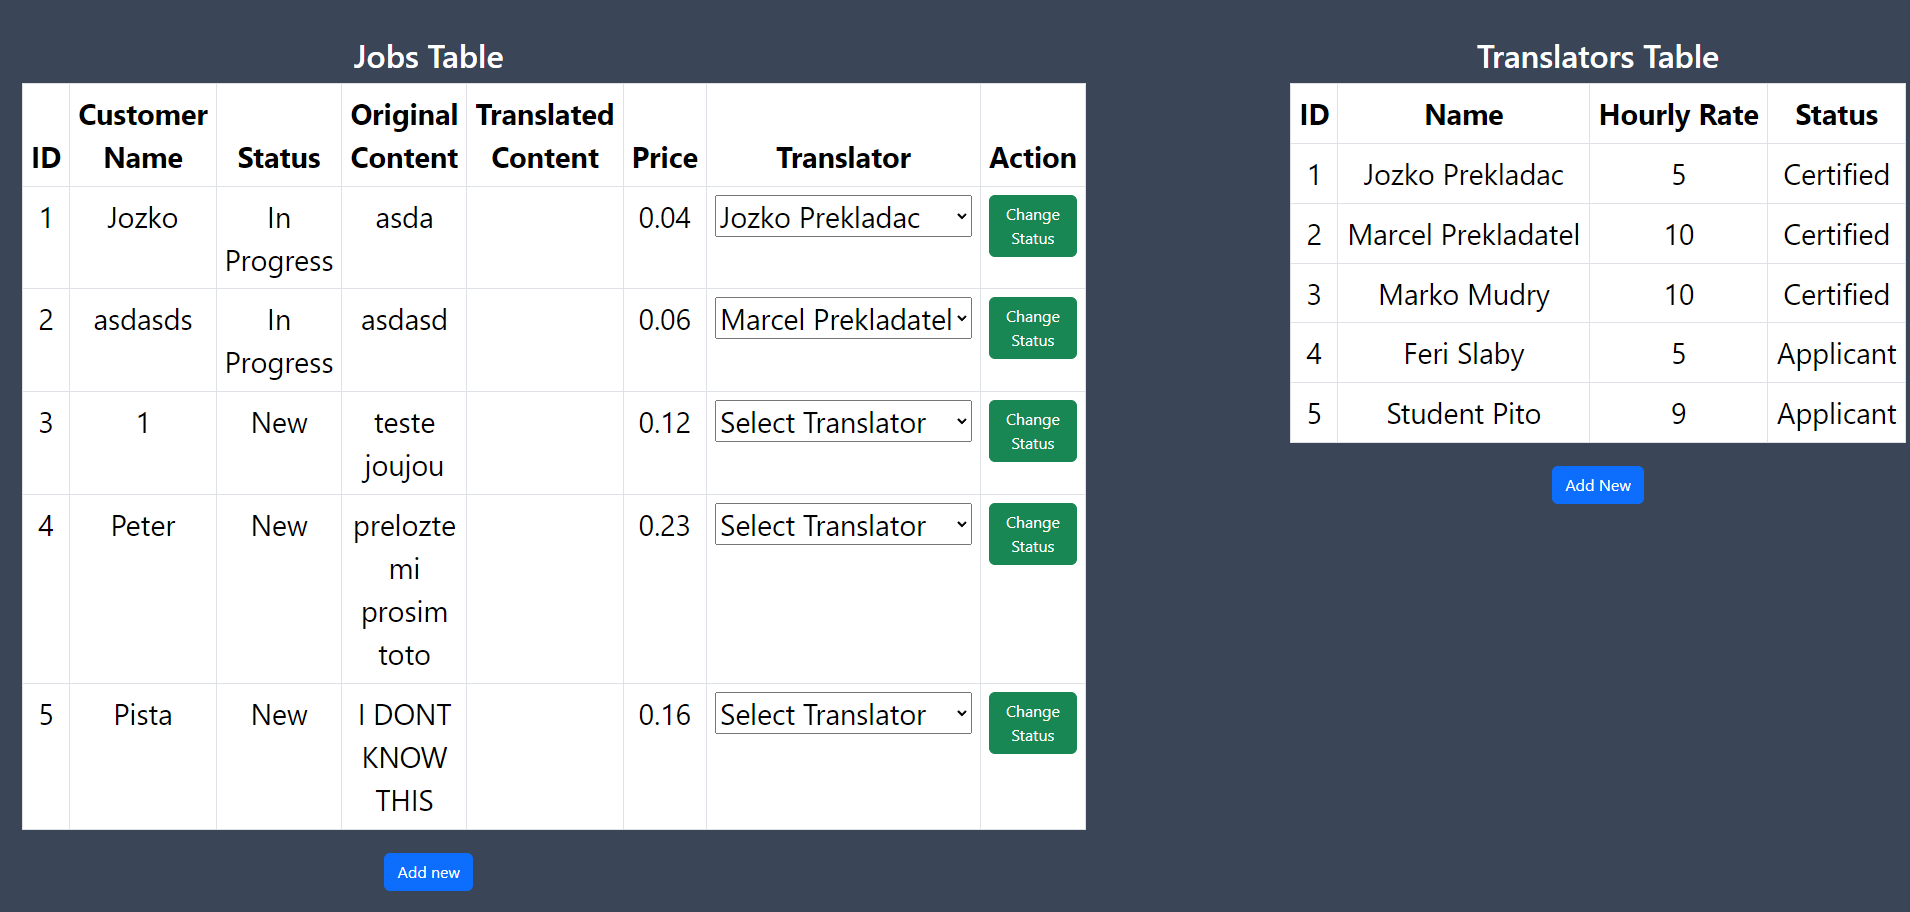 Jobs Table
ID Customer Name Status Original Content Translated Content Price Translator Action
1 Jozko In Progress asda 0.04 Jozko Prekladac Change Status
2 asdasds In Progress asdasd 0.06 Marcel Prekladatel Change Status
3 1 New teste joujou 0.12 Select Translator Change Status
4 Peter New prelozte mi prosim toto 0.23 Select Translator Change Status
5 Pista New I DONT KNOW THIS 0.16 Select Translator Change Status
Add new
Translators Table
ID Name Hourly Rate Status
1 Jozko Prekladac 5 Certified
2 Marcel Prekladatel 10 Certified
3 Marko Mudry 10 Certified
4 Feri Slaby 5 Applicant
5 Student Pito 9 Applicant
Add New